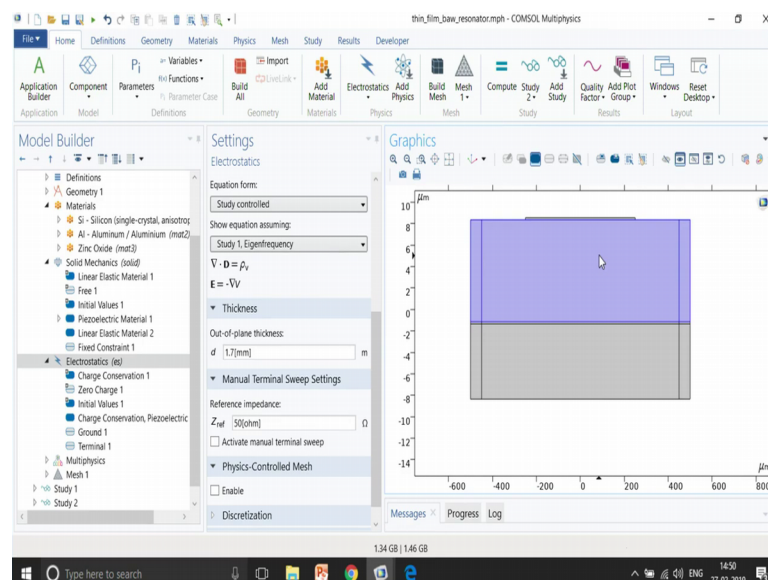 thin_film_baw_resonator.mph - COMSOL Multiphysics
File Home Definitions Geometry Materials Physics Mesh Study Results Developer
Application Builder
Component 1
Parameters
Variables
Functions
Parameter Case
Build All
Import
LiveLink
Add Material
Electrostatics
Add Physics
Build Mesh
Mesh 1
Compute
Study 2
Add Study
Quality Factor
Add Plot Group
Windows
Reset Desktop
Application Model Definitions Geometry Materials Physics Mesh Study Results Layout
Model Builder
Definitions
Geometry 1
Materials
Si - Silicon (single-crystal, anisotrop
Al - Aluminum / Aluminium (mat2)
Zinc Oxide (mat3)
Solid Mechanics (solid)
Linear Elastic Material 1
Free 1
Initial Values 1
Piezoelectric Material 1
Linear Elastic Material 2
Fixed Constraint 1
Electrostatics (es)
Charge Conservation 1
Zero Charge 1
Initial Values 1
Charge Conservation, Piezoelectric
Ground 1
Terminal 1
Multiphysics
Mesh 1
Study 1
Study 2
Settings
Electrostatics
Equation form:
Study controlled
Show equation assuming:
Study 1, Eigenfrequency
∇ · D = ρv
E = -∇V
Thickness
Out-of-plane thickness:
d 1.7[mm] m
Manual Terminal Sweep Settings
Reference impedance:
Zref 50[ohm] Ω
Activate manual terminal sweep
Physics-Controlled Mesh
Enable
Discretization
Graphics
μm
10
8
6
4
2
0
-2
-4
-6
-8
-10
-12
-14
-600 -400 -200 0 200 400 600 800
μm
Messages Progress Log
1.34 GB | 1.46 GB
Type here to search
ENG
14:50